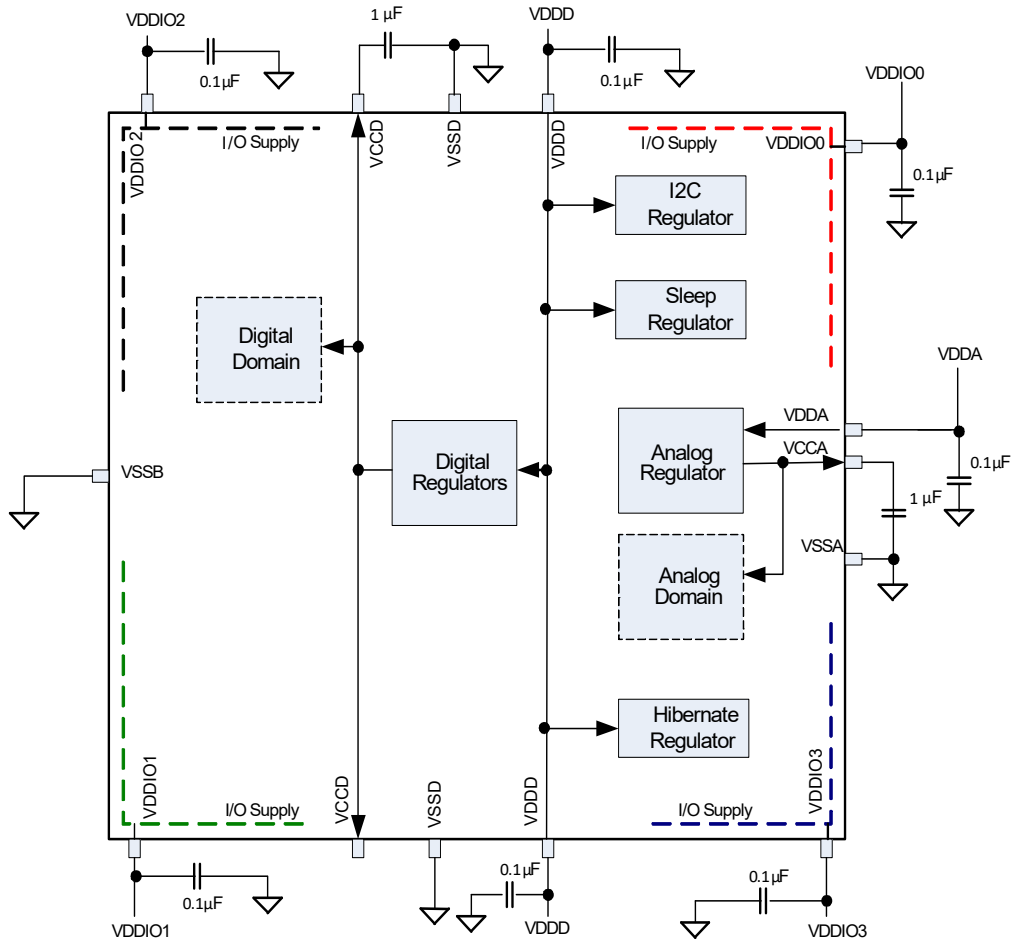 VDDIO2
0.1µF
1 µF
VDDD
0.1µF
VDDIO0
0.1µF
VDDIO2
I/O Supply
VCCD
VSSD
VDDD
I/O Supply
VDDIO0
I2C
Regulator
Sleep
Regulator
Digital
Domain
VDDA
VDDA
VCCA
Analog
Regulator
Digital
Regulators
0.1µF
1 µF
VSSB
VSSA
Analog
Domain
Hibernate
Regulator
VDDIO1
I/O Supply
VCCD
VSSD
VDDD
I/O Supply
VDDIO3
0.1µF
VDDIO1
0.1µF
VDDD
0.1µF
VDDIO3